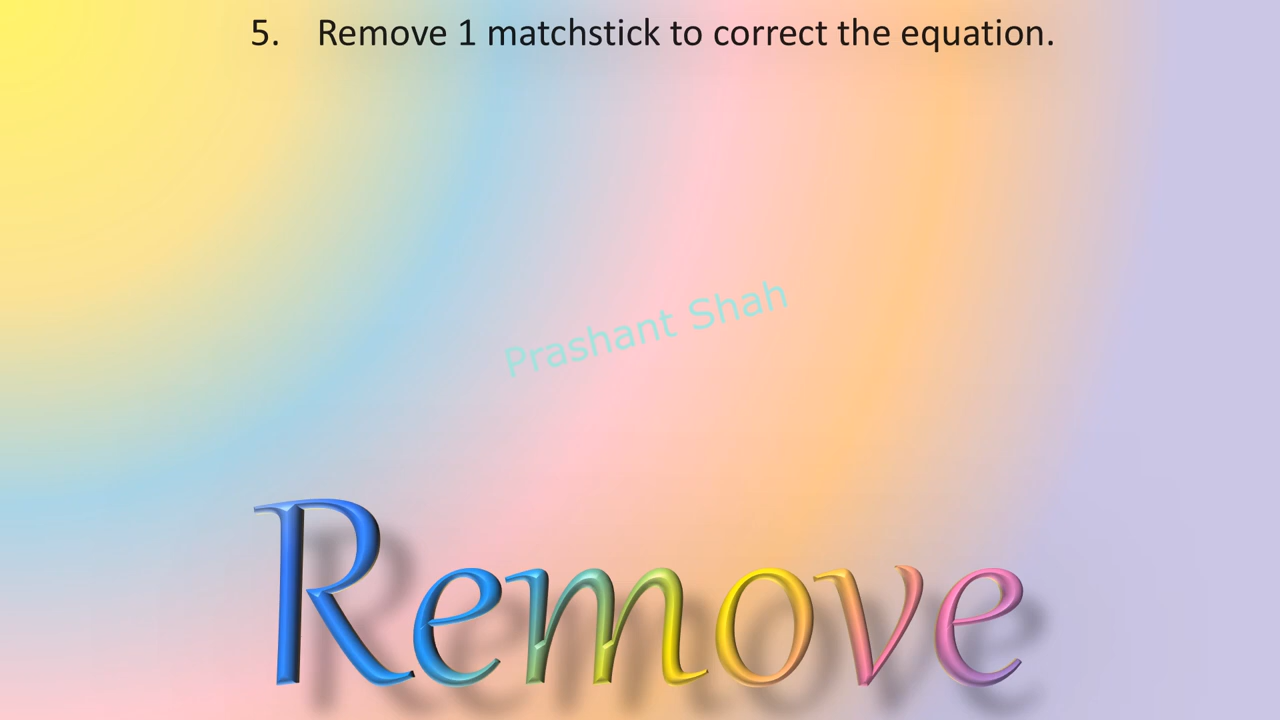 5. Remove 1 matchstick to correct the equation.
Prashant Shah
Remove